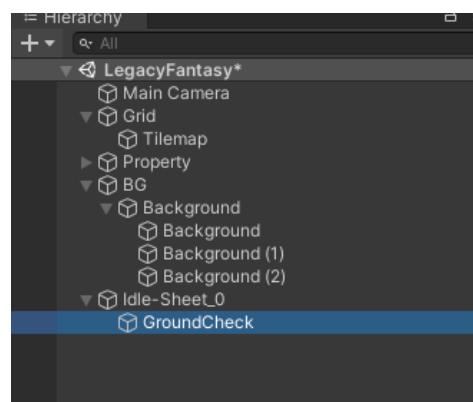 Hierarchy
All
LegacyFantasy*
Main Camera
Grid
Tilemap
Property
BG
Background
Background
Background (1)
Background (2)
Idle-Sheet_0
GroundCheck